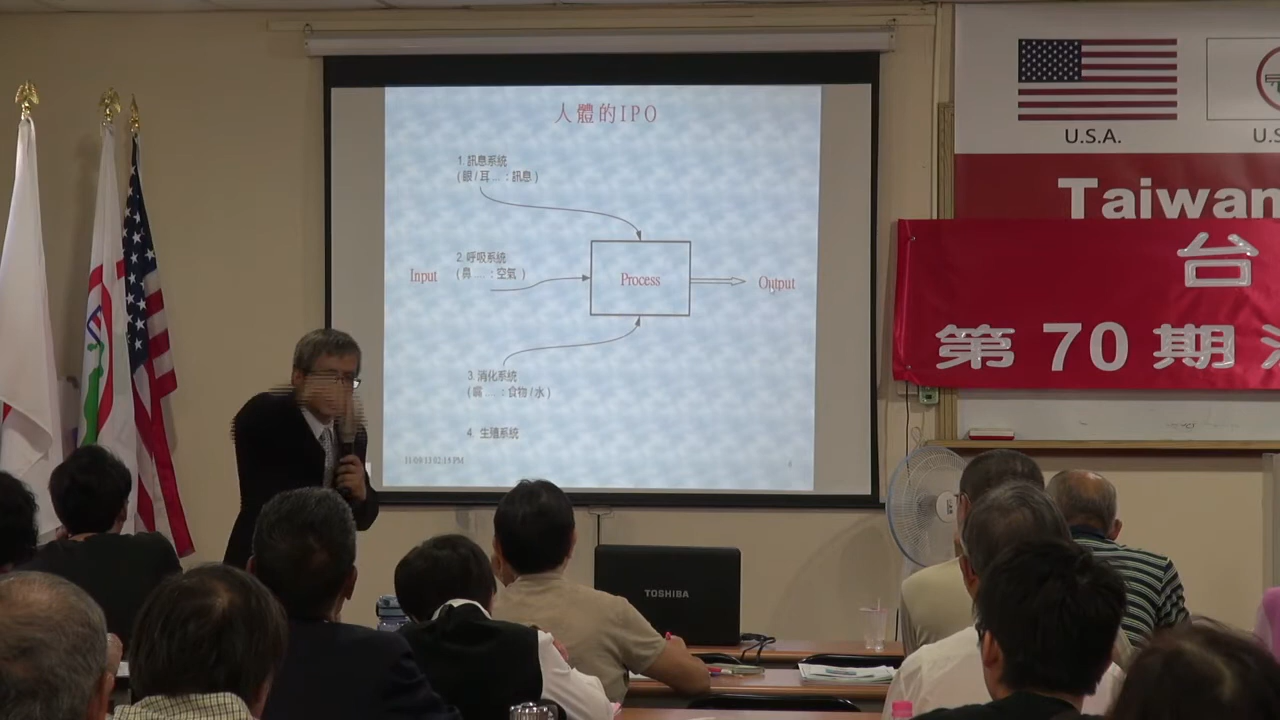 人體的IPO
1. 訊息系統
(眼/耳... : 訊息)
2. 呼吸系統
(鼻... : 空氣)
Input
Process
Output
3. 消化系統
(嘴... : 食物/水)
4. 生殖系統
U.S.A.
U.S
Taiwan
台
第70期
TOSHIBA